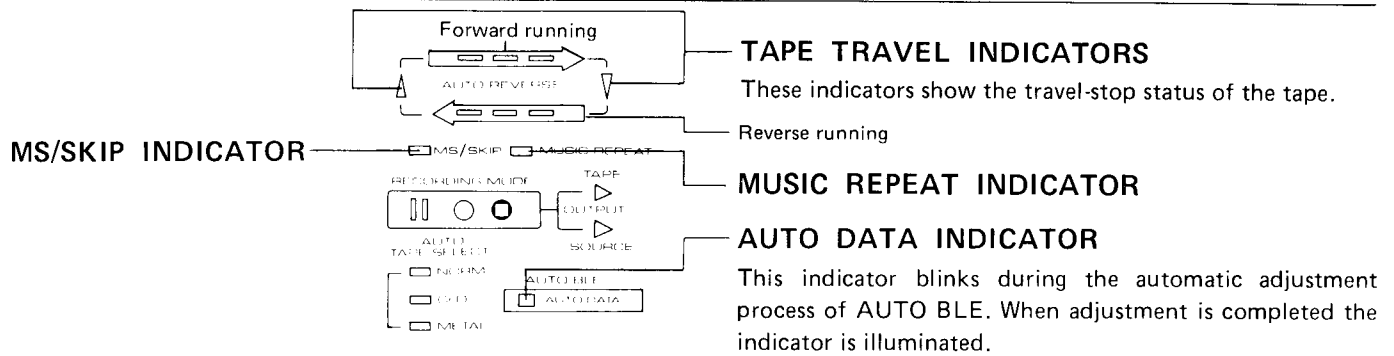 Forward running
TAPE TRAVEL INDICATORS
AUTO REVERSE
These indicators show the travel-stop status of the tape.
Reverse running
MS/SKIP INDICATOR
MS/SKIP MUSIC REPEAT
MUSIC REPEAT INDICATOR
RECORDING MODE
TAPE
OUTPUT
SOURCE
AUTO
TAPE SELECT
NORM
METAL
AUTO BLE
AUTO DATA
AUTO DATA INDICATOR
This indicator blinks during the automatic adjustment
process of AUTO BLE. When adjustment is completed the
indicator is illuminated.